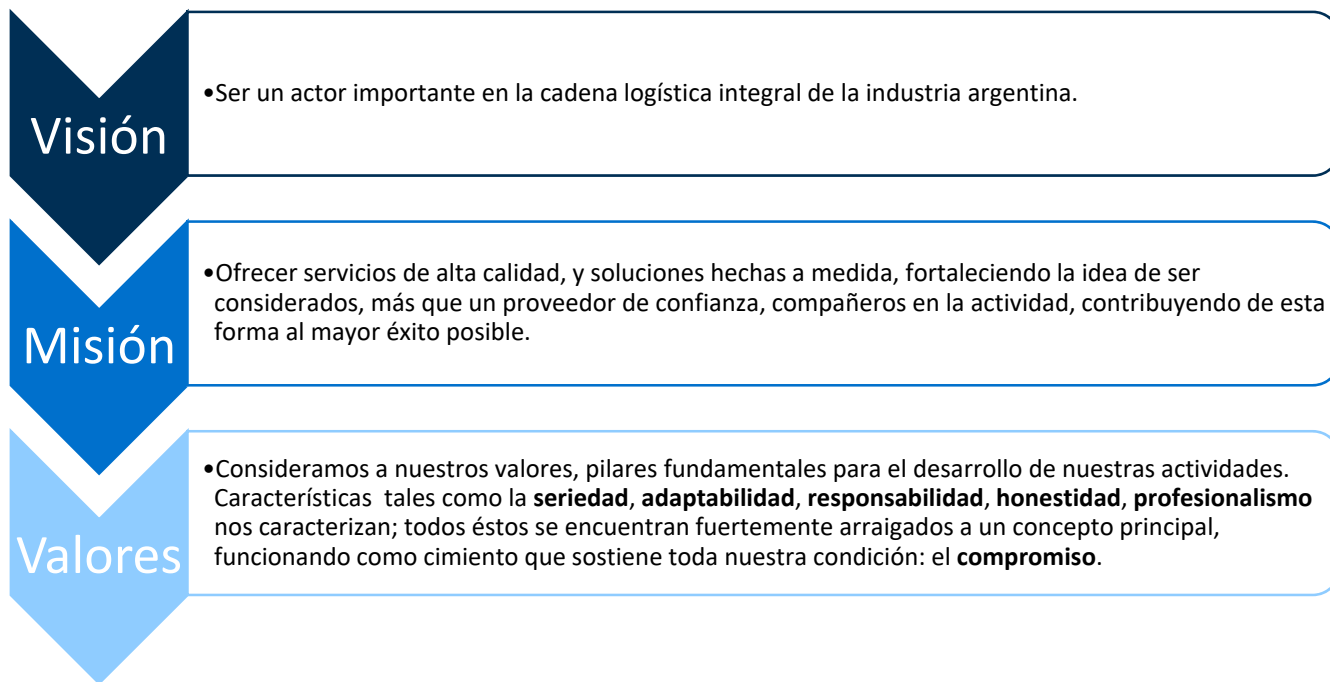 Visión
•Ser un actor importante en la cadena logística integral de la industria argentina.
Misión
•Ofrecer servicios de alta calidad, y soluciones hechas a medida, fortaleciendo la idea de ser
considerados, más que un proveedor de confianza, compañeros en la actividad, contribuyendo de esta
forma al mayor éxito posible.
Valores
•Consideramos a nuestros valores, pilares fundamentales para el desarrollo de nuestras actividades.
Características  tales como la seriedad, adaptabilidad, responsabilidad, honestidad, profesionalismo
nos caracterizan; todos éstos se encuentran fuertemente arraigados a un concepto principal,
funcionando como cimiento que sostiene toda nuestra condición: el compromiso.